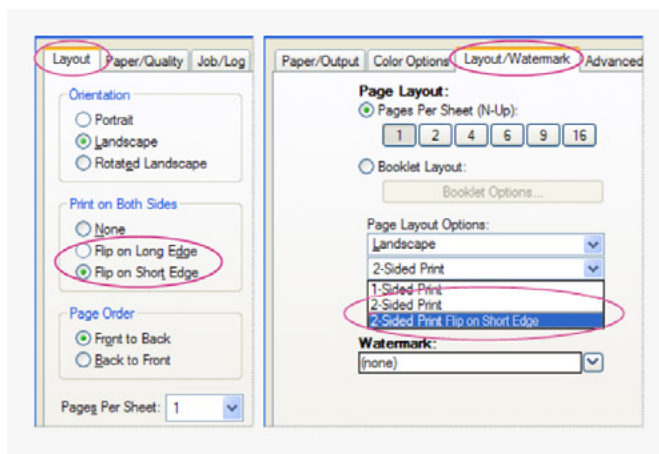 Layout Paper/Quality Job/Log
Orientation
Portrait
Landscape
Rotated Landscape
Print on Both Sides
None
Flip on Long Edge
Flip on Short Edge
Page Order
Front to Back
Back to Front
Pages Per Sheet: 1
Paper/Output Color Options Layout/Watermark Advanced
Page Layout:
Pages Per Sheet (N-Up):
1 2 4 6 9 16
Booklet Layout:
Booklet Options...
Page Layout Options:
Landscape
2-Sided Print
1-Sided Print
2-Sided Print
2-Sided Print Flip on Short Edge
Watermark:
(none)